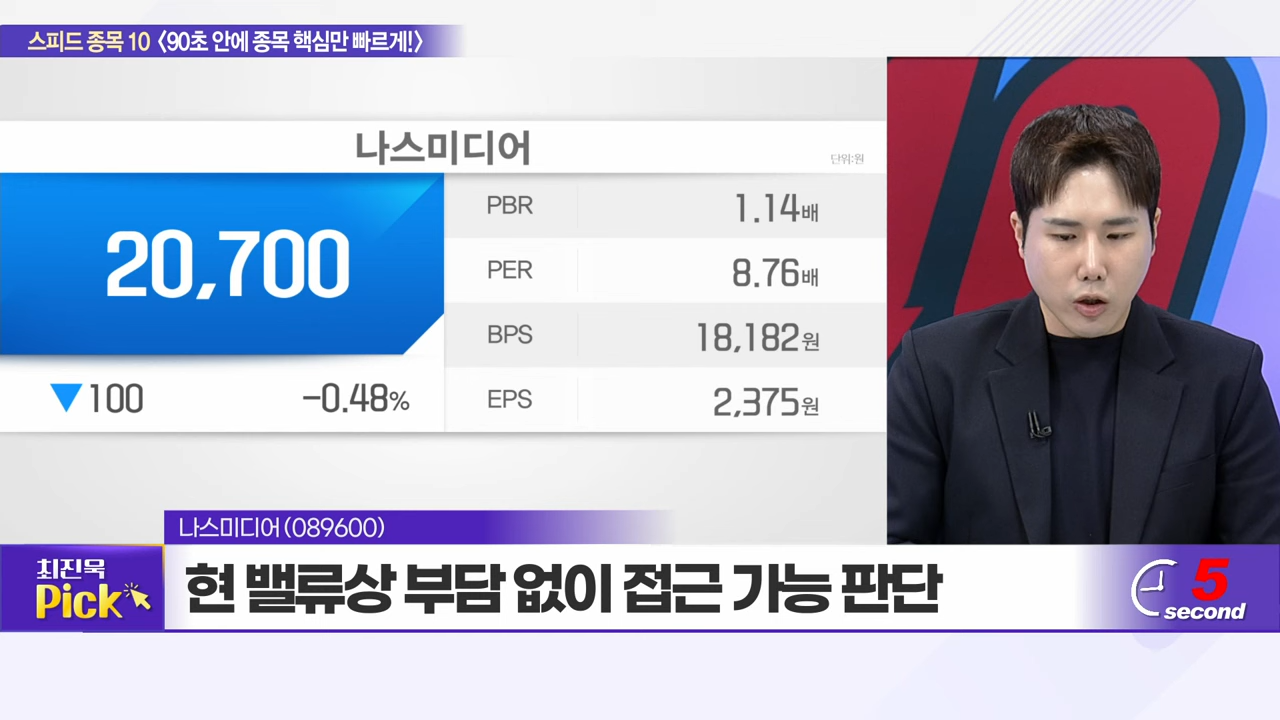 스피드 종목 10 〈90초 안에 종목 핵심만 빠르게!〉
나스미디어
단위:원
20,700
▼100 -0.48%
PBR 1.14배
PER 8.76배
BPS 18,182원
EPS 2,375원
나스미디어(089600)
최진욱
Pick
현 밸류상 부담 없이 접근 가능 판단
5
second